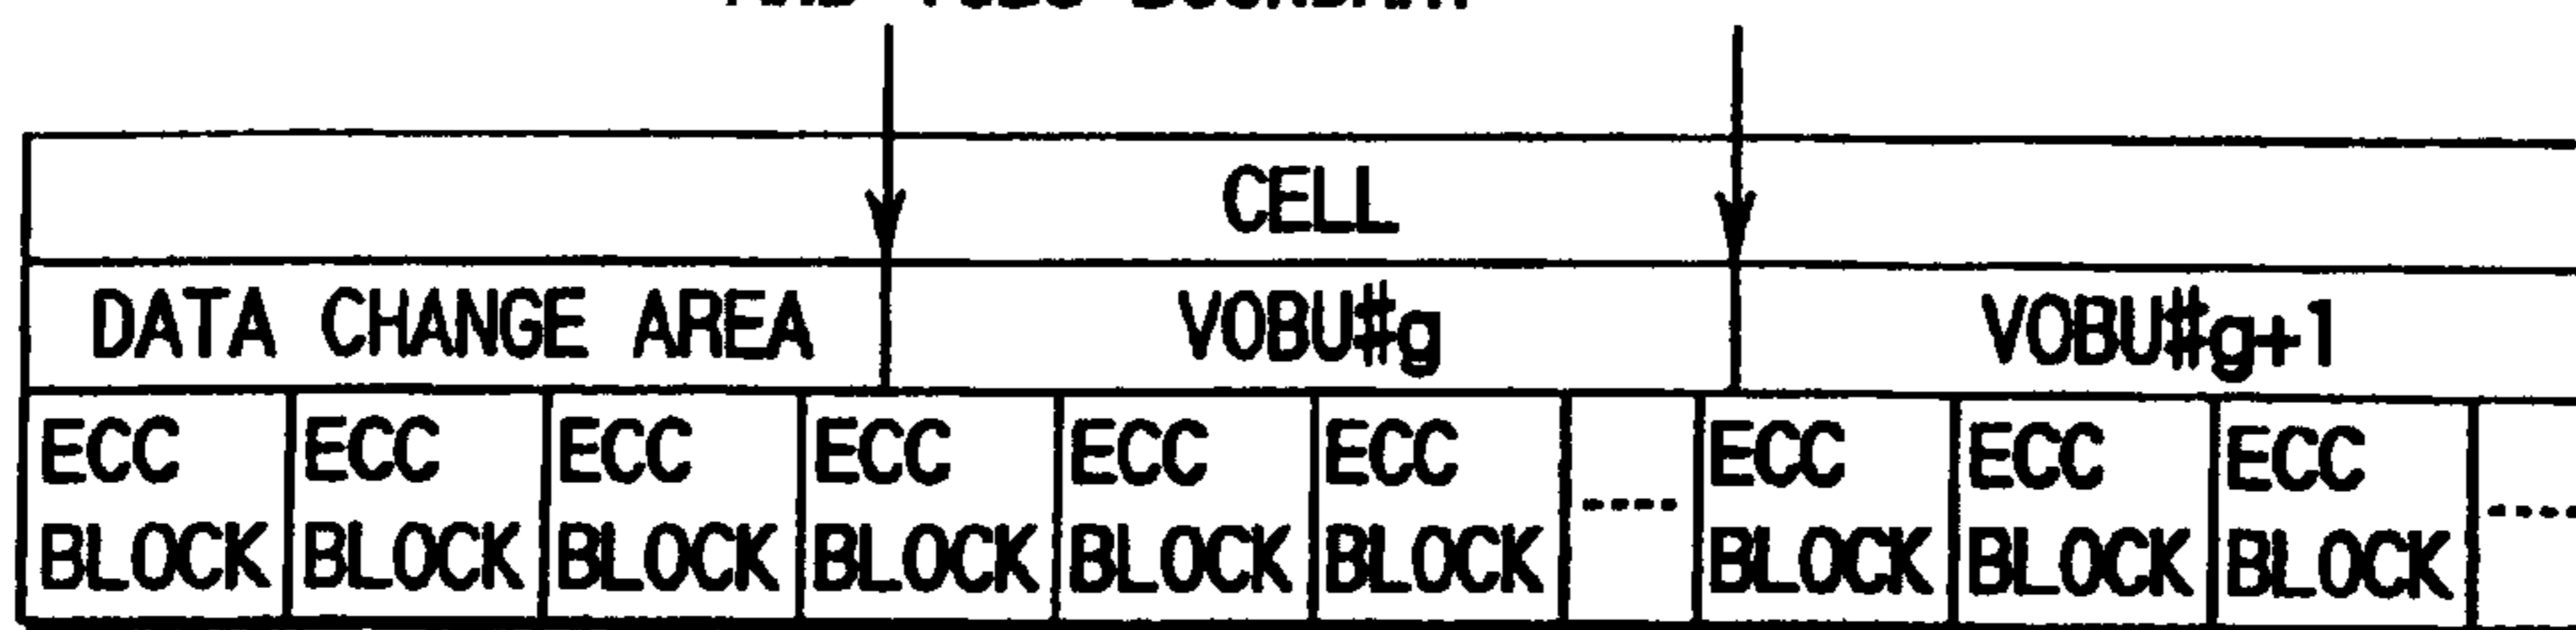 CELL
DATA CHANGE AREA VOBU#g VOBU#g+1
ECC ECC ECC ECC ECC ECC ECC ECC ECC
BLOCK BLOCK BLOCK BLOCK BLOCK BLOCK ---- BLOCK BLOCK BLOCK ----